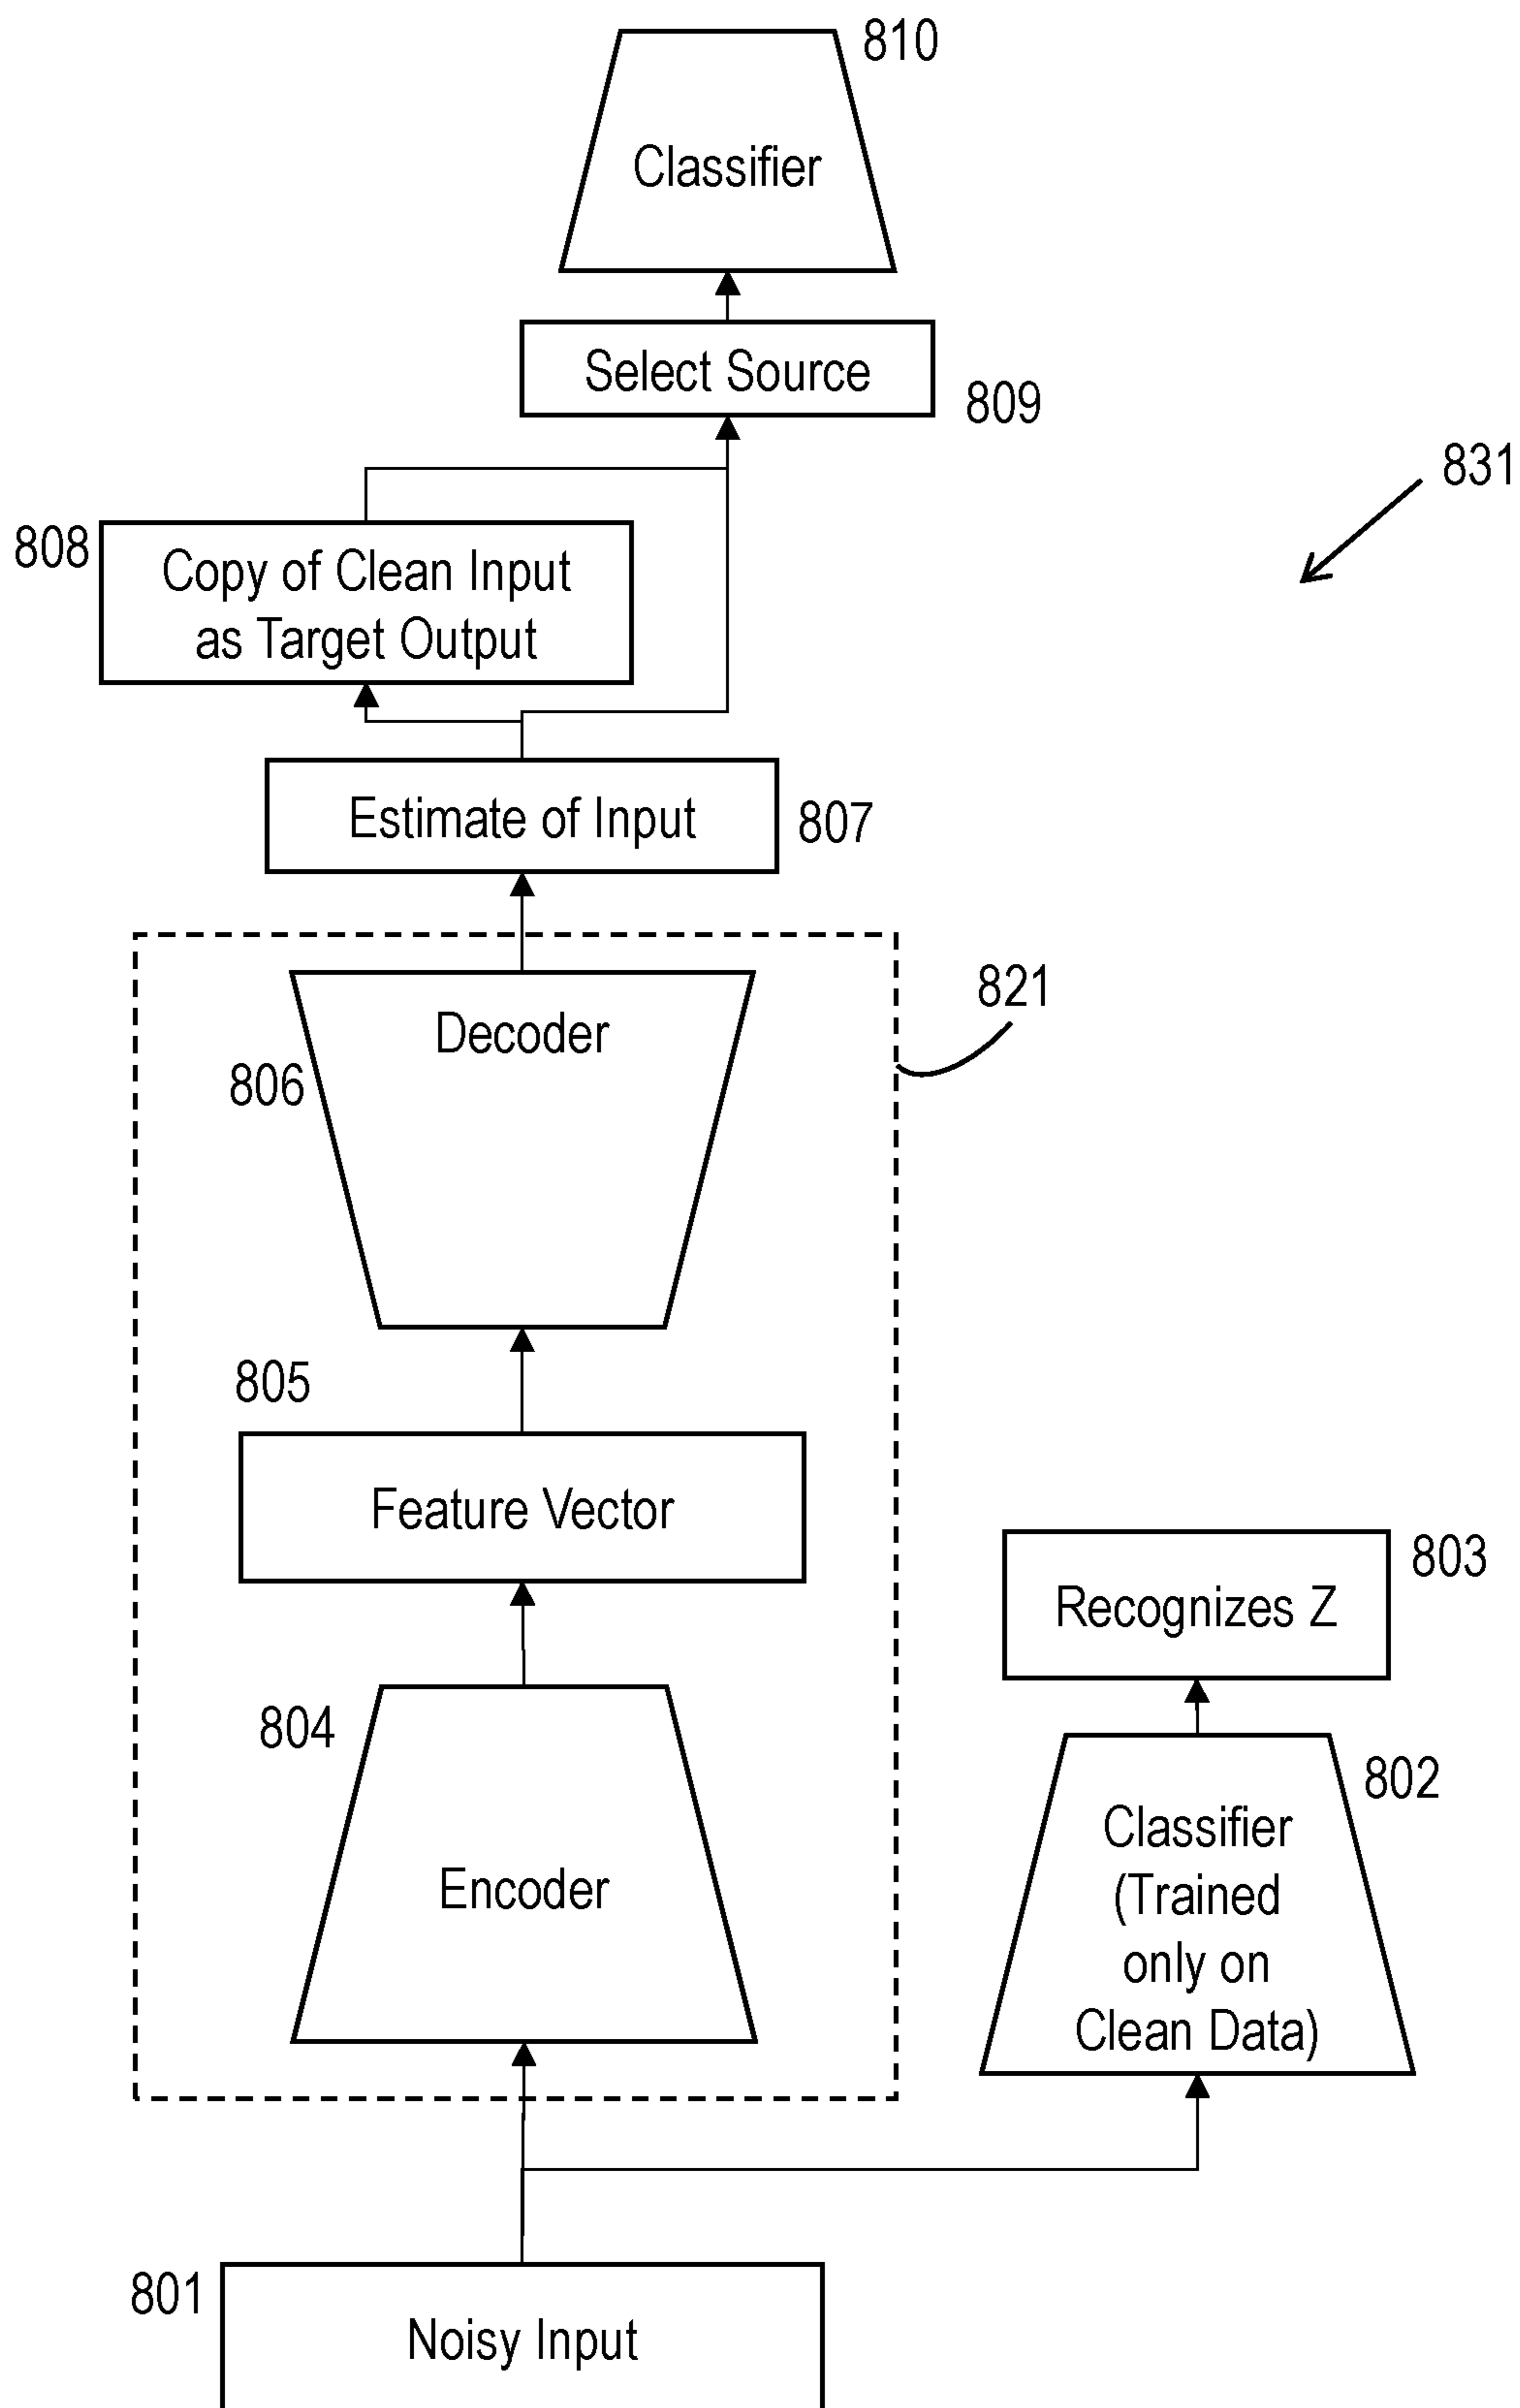 810
Classifier
Select Source
809
831
808
Copy of Clean Input
as Target Output
Estimate of Input
807
821
Decoder
806
805
Feature Vector
803
Recognizes Z
804
802
Classifier
(Trained
only on
Clean Data)
Encoder
801
Noisy Input